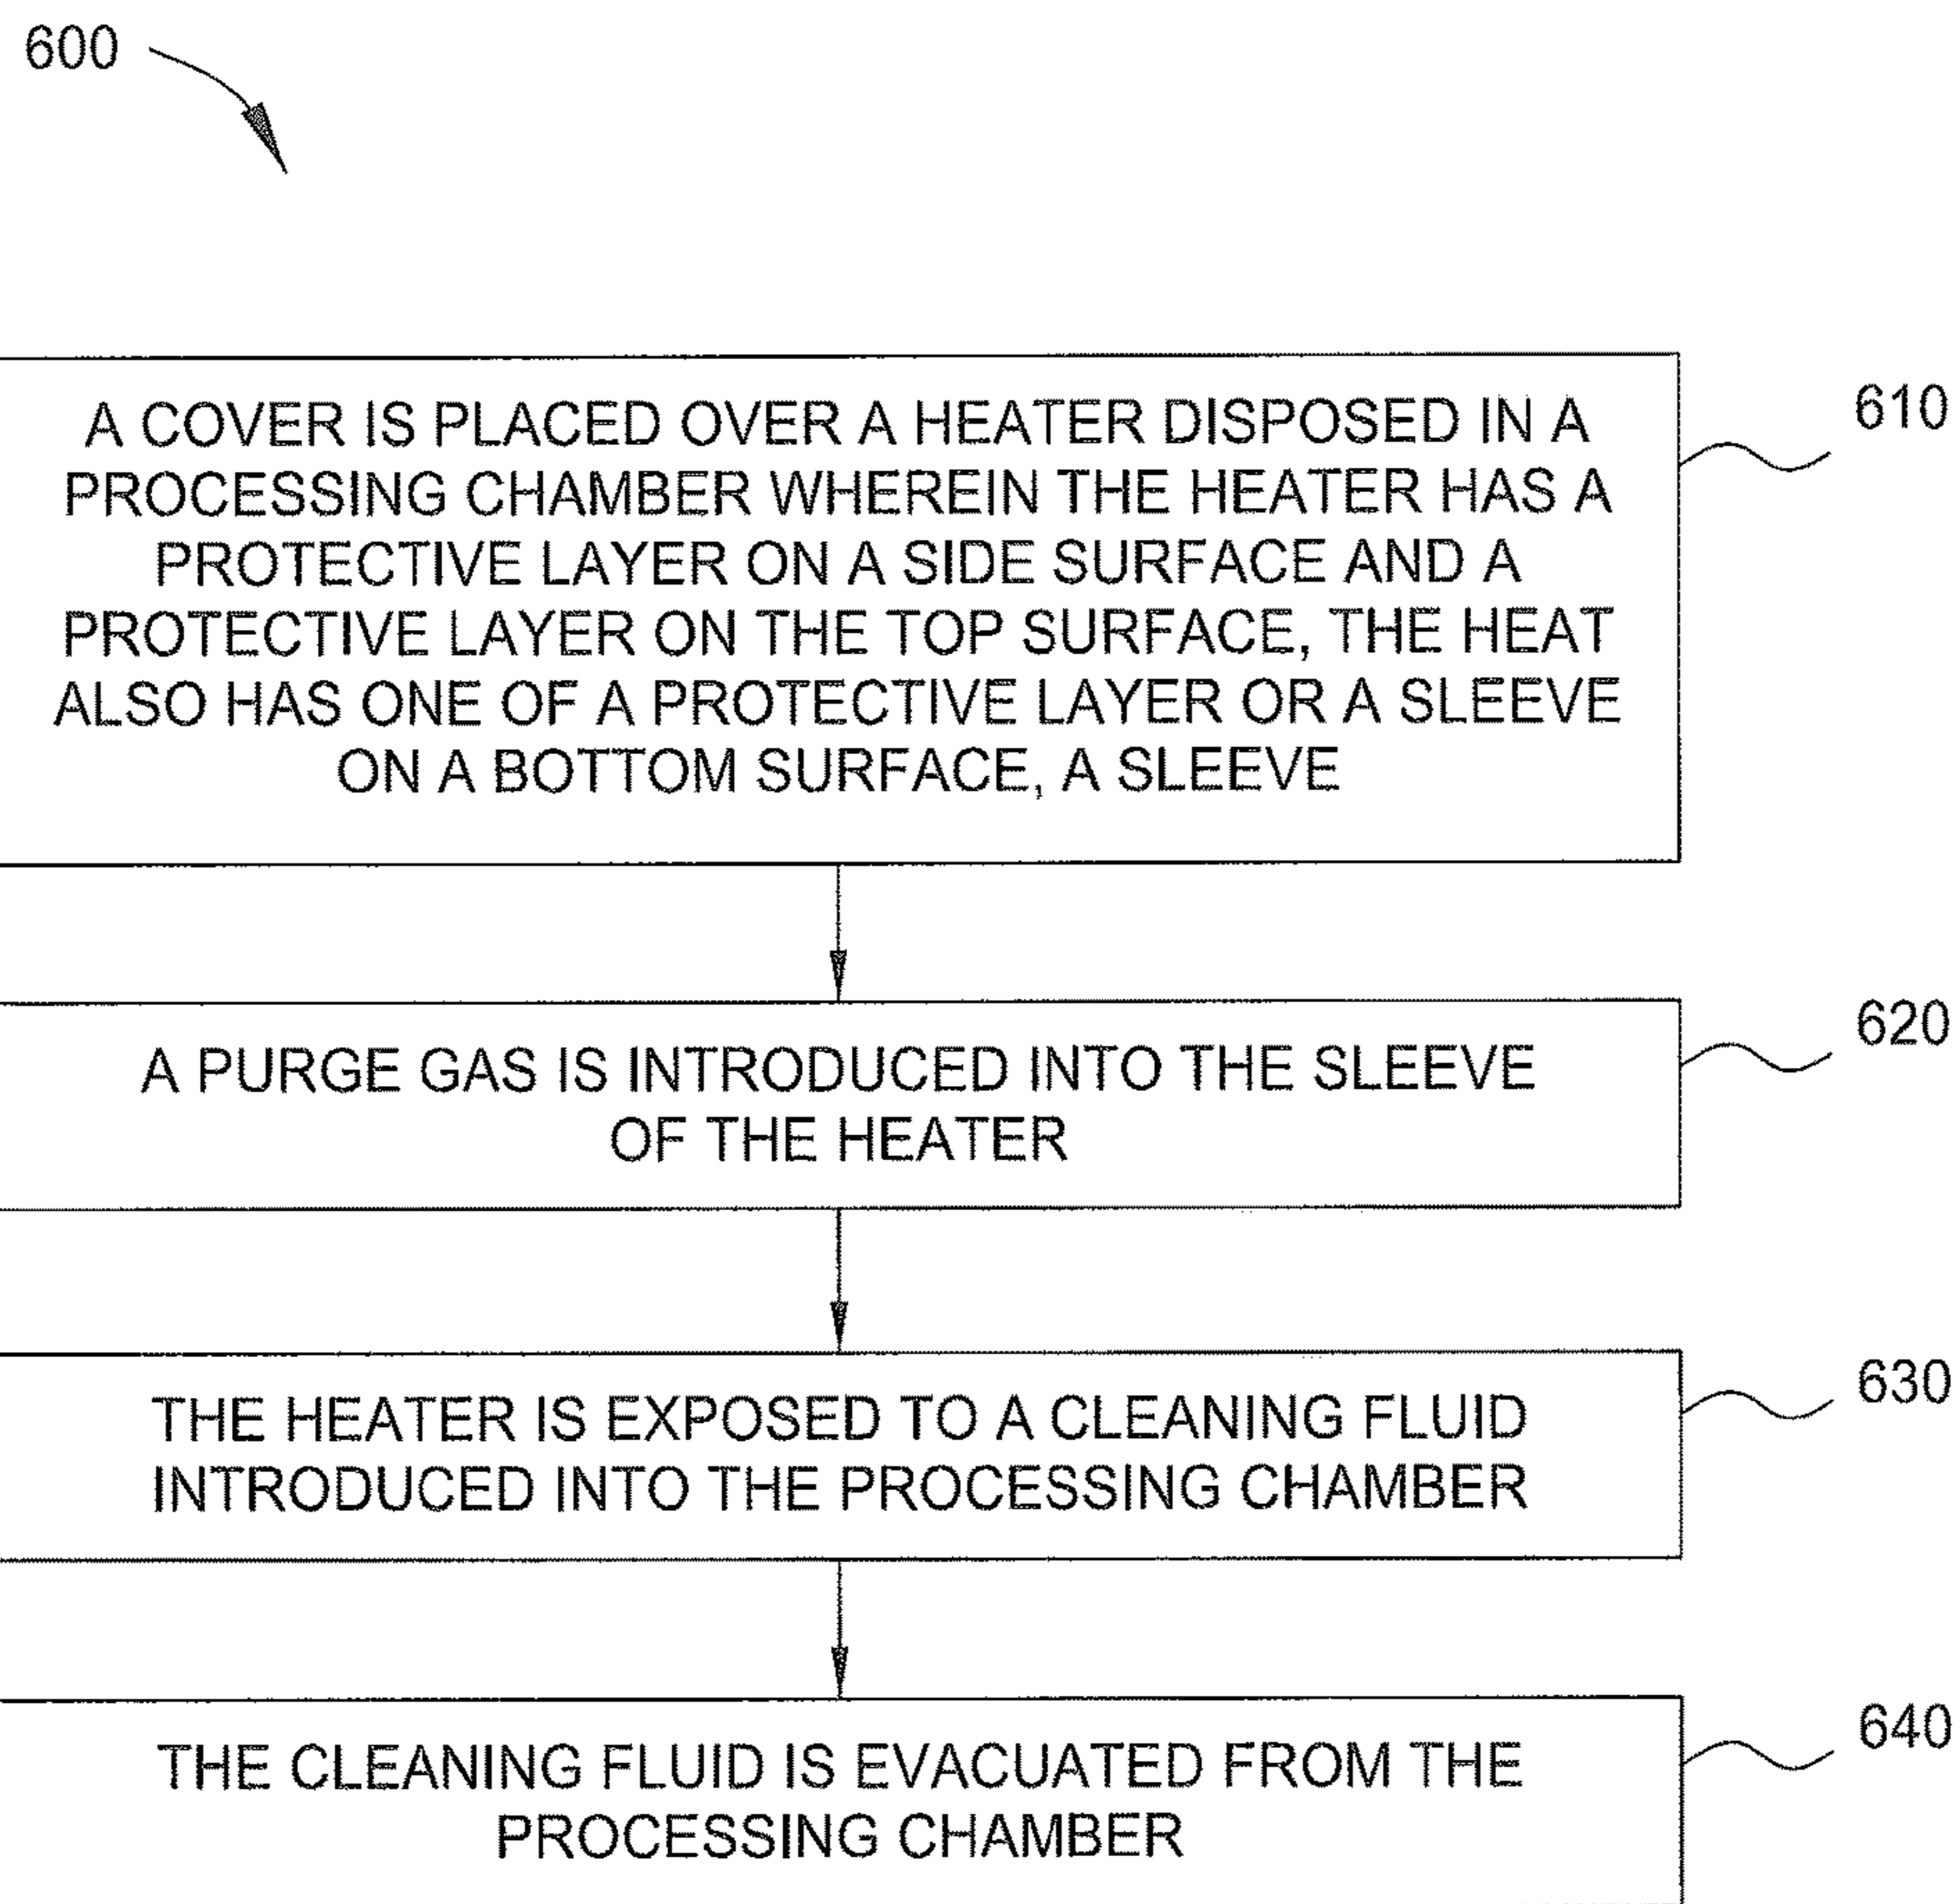 600
A COVER IS PLACED OVER A HEATER DISPOSED IN A
610
PROCESSING CHAMBER WHEREIN THE HEATER HAS A
PROTECTIVE LAYER ON A SIDE SURFACE AND A
PROTECTIVE LAYER ON THE TOP SURFACE, THE HEAT
ALSO HAS ONE OF A PROTECTIVE LAYER OR A SLEEVE
ON A BOTTOM SURFACE, A SLEEVE
620
A PURGE GAS IS INTRODUCED INTO THE SLEEVE
OF THE HEATER
630
THE HEATER IS EXPOSED TO A CLEANING FLUID
INTRODUCED INTO THE PROCESSING CHAMBER
640
THE CLEANING FLUID IS EVACUATED FROM THE
PROCESSING CHAMBER